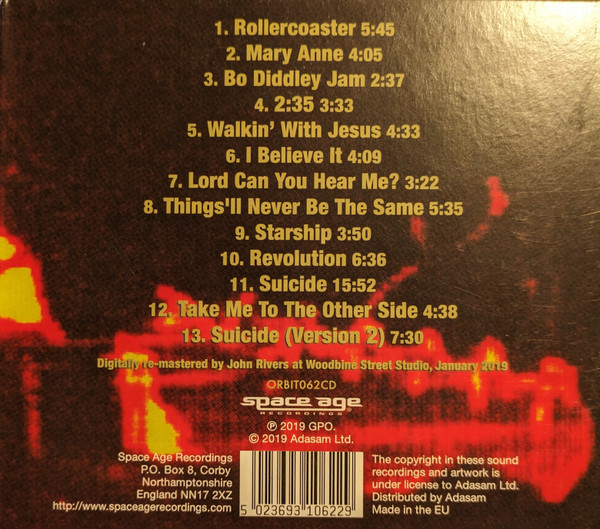 1. Rollercoaster 5:45
2. Mary Anne 4:05
3. Bo Diddley Jam 2:37
4. 2:35 3:33
5. Walkin' With Jesus 4:33
6. I Believe It 4:09
7. Lord Can You Hear Me? 3:22
8. Things'll Never Be The Same 5:35
9. Starship 3:50
10. Revolution 6:36
11. Suicide 15:52
12. Take Me To The Other Side 4:38
13. Suicide (Version 2) 7:30
Digitally re-mastered by John Rivers at Woodbine Street Studio, January 2019
ORBIT062CD
space age
RECORDINGS
℗ 2019 GPO.
© 2019 Adasam Ltd.
Space Age Recordings
P.O. Box 8, Corby
Northamptonshire
England NN17 2XZ
http://www.spaceagerecordings.com
5 023693 106229
The copyright in these sound
recordings and artwork is
under license to Adasam Ltd.
Distributed by Adasam
Made in the EU